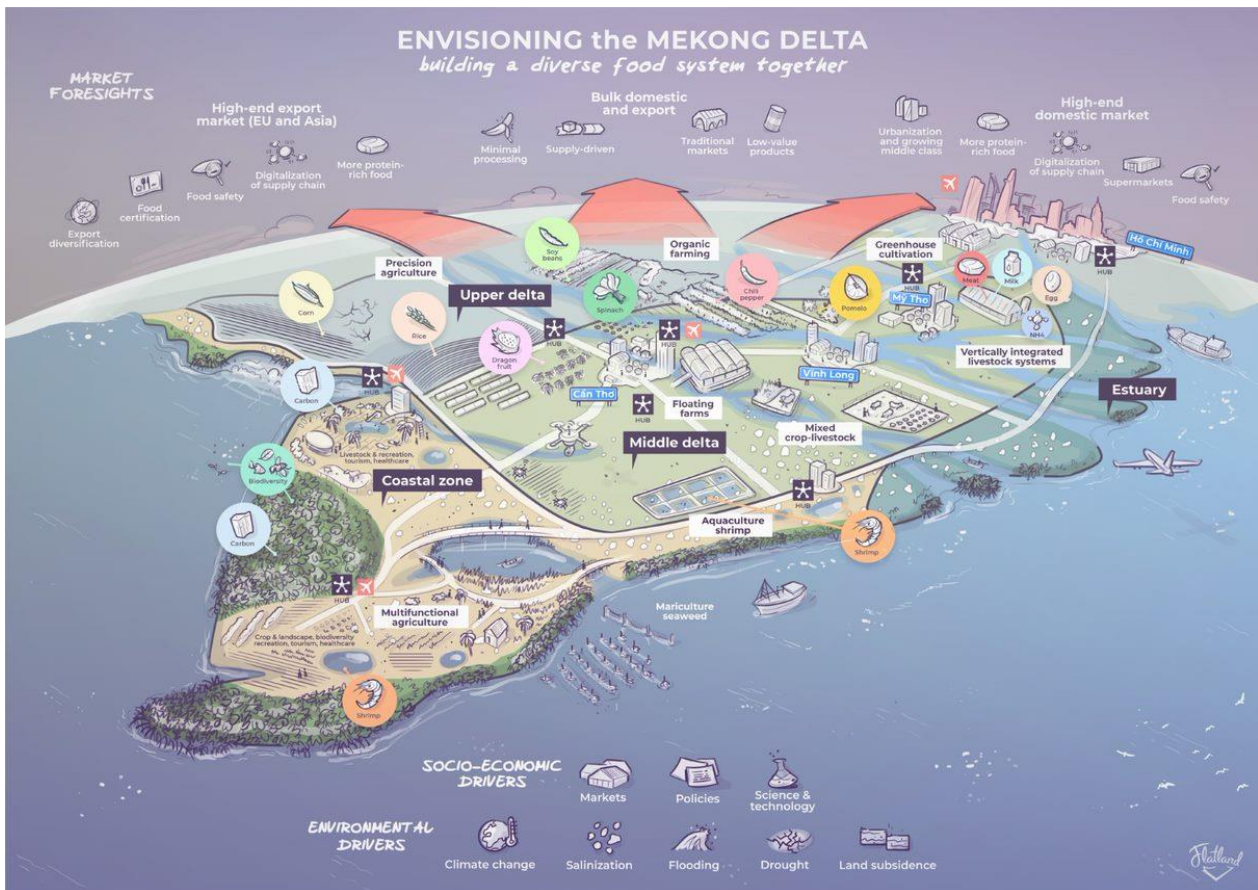 ENVISIONING the MEKONG DELTA
building a diverse food system together
MARKET
FORESIGHTS
High-end export
market (EU and Asia)
Export
diversification
Food
certification
Food safety
Digitalization
of supply chain
More protein-
rich food
Bulk domestic
and export
Minimal
processing
Supply-driven
Traditional
markets
Low-value
products
High-end
domestic market
Urbanization
and growing
middle class
More protein-
rich food
Digitalization
of supply chain
Supermarkets
Food safety
Precision
agriculture
Soy
beans
Organic
farming
Greenhouse
cultivation
Hồ Chí Minh
HUB
Corn
Rice
Upper delta
Spinach
Chili
pepper
Pomelo
HUB
Mỹ Tho
Meat
Milk
Egg
NH4
Dragon
fruit
HUB
HUB
Vertically integrated
livestock systems
Estuary
Carbon
HUB
Cần Thơ
Floating
farms
HUB
Vĩnh Long
Mixed
crop-livestock
Middle delta
Livestock & recreation,
tourism, healthcare
Biodiversity
Coastal zone
HUB
Carbon
Aquaculture
shrimp
Shrimp
HUB
Multifunctional
agriculture
Crop & landscape, biodiversity
recreation, tourism, healthcare
Mariculture
seaweed
Shrimp
SOCIO-ECONOMIC
DRIVERS
Markets
Policies
Science &
technology
ENVIRONMENTAL
DRIVERS
Climate change
Salinization
Flooding
Drought
Land subsidence
Flatland